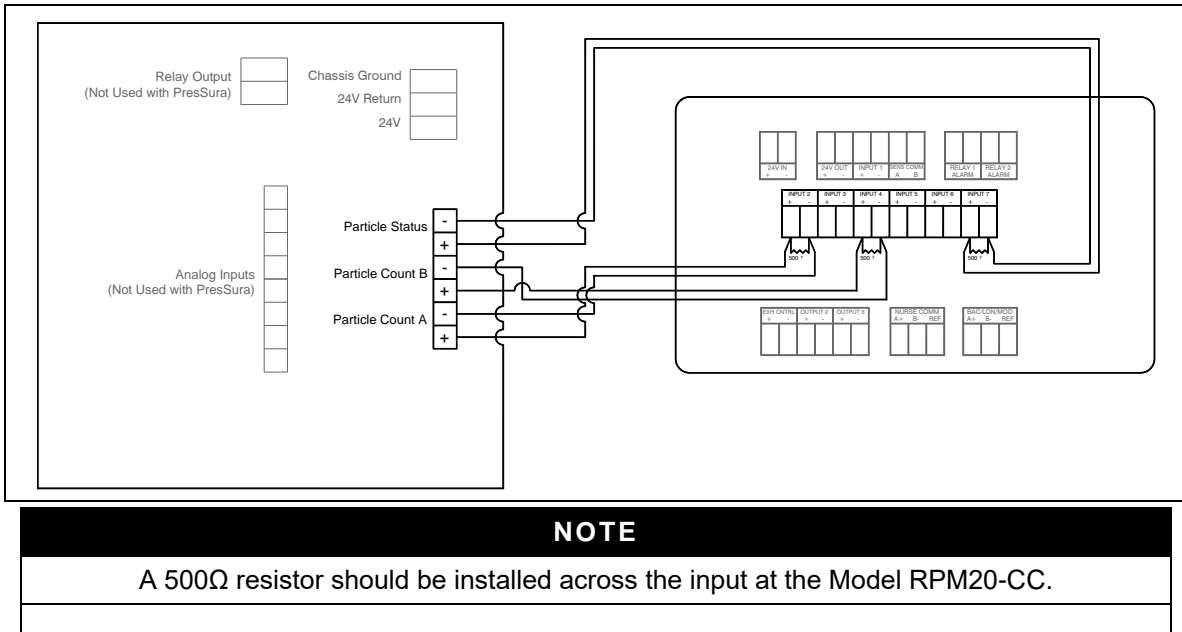 Relay Output
(Not Used with PresSura)
Chassis Ground
24V Return
24V
Analog Inputs
(Not Used with PresSura)
Particle Status
-
+
Particle Count B
-
+
Particle Count A
-
+
24V IN
+ -
24V OUT INPUT 1 SENS COMM
+ - + - A B
RELAY 1 RELAY 2
ALARM ALARM
INPUT 2 INPUT 3 INPUT 4 INPUT 5 INPUT 6 INPUT 7
+ - + - + - + - + - + -
500 ? 500 ? 500 ?
EXH CNTRL OUTPUT 2 OUTPUT 3
+ - + - + -
NURSE COMM
A+ B- REF
BAC/LON/MOD
A+ B- REF
NOTE
A 500Ω resistor should be installed across the input at the Model RPM20-CC.